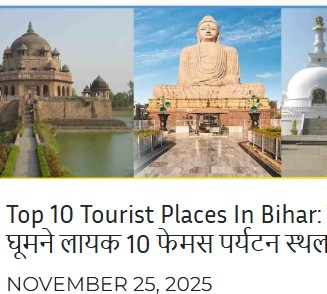 Top 10 Tourist Places In Bihar:
घूमने लायक 10 फेमस पर्यटन स्थल
NOVEMBER 25, 2025